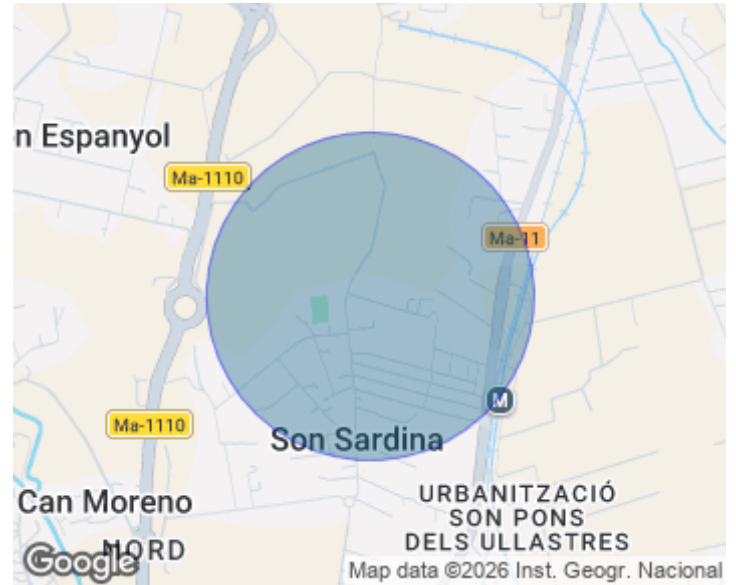 n Espanyol
Ma-1110
Ma-11
M
Ma-1110
Son Sardina
Can Moreno
NORD
URBANITZACIÓ
SON PONS
DELS ULLASTRES
Google
Map data ©2026 Inst. Geogr. Nacional